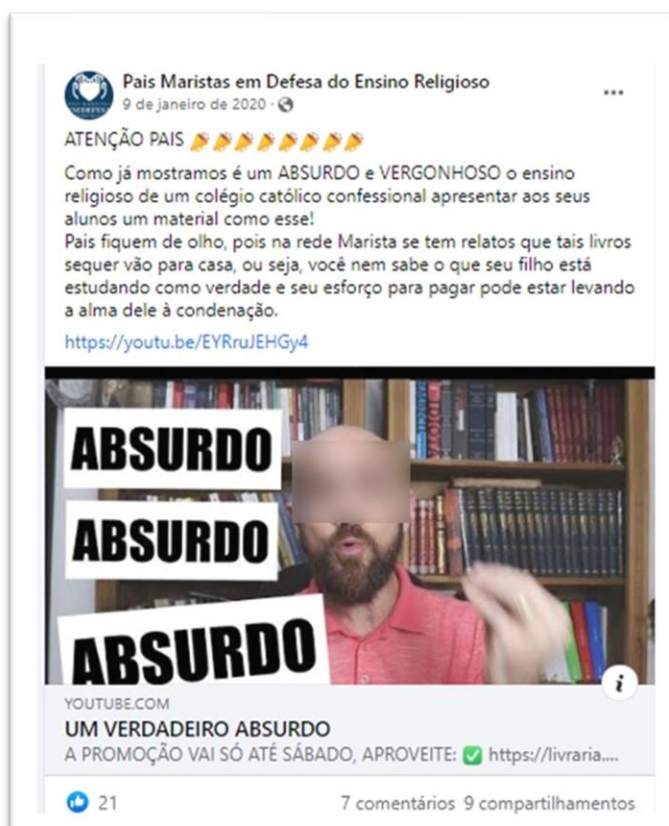 Pais Maristas em Defesa do Ensino Religioso
9 de janeiro de 2020 ·
ATENÇÃO PAIS
Como já mostramos é um ABSURDO e VERGONHOSO o ensino
religioso de um colégio católico confessional apresentar aos seus
alunos um material como esse!
Pais fiquem de olho, pois na rede Marista se tem relatos que tais livros
sequer vão para casa, ou seja, você nem sabe o que seu filho está
estudando como verdade e seu esforço para pagar pode estar levando
a alma dele à condenação.
https://youtu.be/EYRruJEHGy4
ABSURDO
ABSURDO
ABSURDO
YOUTUBE.COM
UM VERDADEIRO ABSURDO
A PROMOÇÃO VAI SÓ ATÉ SÁBADO, APROVEITE: ✅ https://livraria....
21
7 comentários 9 compartilhamentos